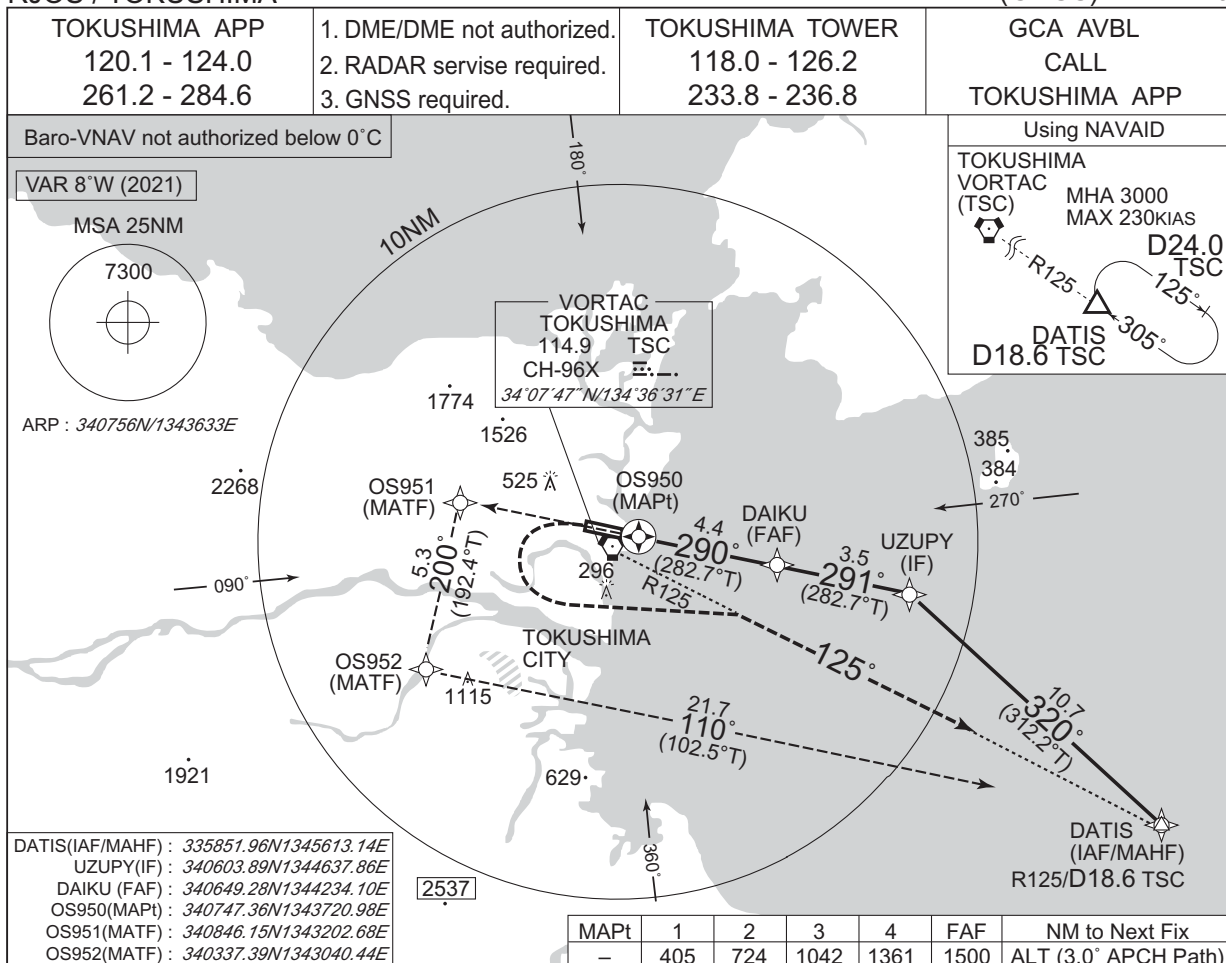 RJOS / TOKUSHIMA
TOKUSHIMA APP
120.1 - 124.0
261.2 - 284.6
1. DME/DME not authorized.
2. RADAR servise required.
3. GNSS required.
TOKUSHIMA TOWER
118.0 - 126.2
233.8 - 236.8
GCA AVBL
CALL
TOKUSHIMA APP
Baro-VNAV not authorized below 0°C
VAR 8°W (2021)
MSA 25NM
7300
ARP : 340756N/1343633E
180°
10NM
Using NAVAID
TOKUSHIMA
VORTAC
(TSC)
MHA 3000
MAX 230KIAS
D24.0
TSC
R125
125°
305°
DATIS
D18.6 TSC
VORTAC
TOKUSHIMA
114.9 TSC
CH-96X
34°07´47˝N/134°36´31˝E
1774
1526
2268
525
385
384
270°
OS951
(MATF)
OS950
(MAPt)
DAIKU
(FAF)
UZUPY
(IF)
4.4
290°
(282.7°T)
3.5
291°
(282.7°T)
5.3
200°
(192.4°T)
090°
296
R125
TOKUSHIMA
CITY
125°
OS952
(MATF)
1115
21.7
110°
(102.5°T)
10.7
320°
(312.2°T)
1921
629
360°
2537
DATIS
(IAF/MAHF)
R125/D18.6 TSC
DATIS(IAF/MAHF) : 335851.96N1345613.14E
UZUPY(IF) : 340603.89N1344637.86E
DAIKU (FAF) : 340649.28N1344234.10E
OS950(MAPt) : 340747.36N1343720.98E
OS951(MATF) : 340846.15N1343202.68E
OS952(MATF) : 340337.39N1343040.44E
MAPt 1 2 3 4 FAF NM to Next Fix
– 405 724 1042 1361 1500 ALT (3.0° APCH Path)